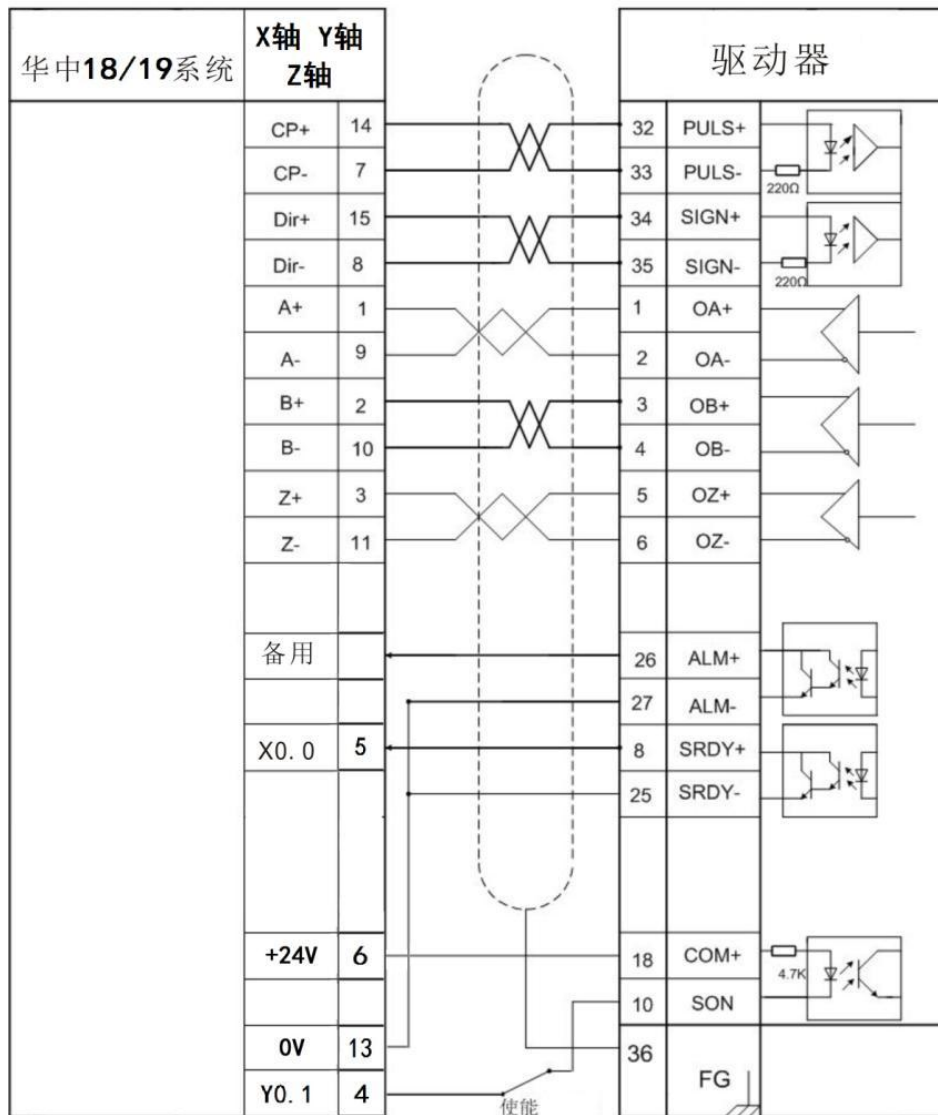 华中18/19系统 X轴 Y轴 Z轴 驱动器
CP+ 14 32 PULS+
CP- 7 33 PULS-
220Ω
Dir+ 15 34 SIGN+
Dir- 8 35 SIGN-
220Ω
A+ 1 1 OA+
A- 9 2 OA-
B+ 2 3 OB+
B- 10 4 OB-
Z+ 3 5 OZ+
Z- 11 6 OZ-
备用 26 ALM+
27 ALM-
X0.0 5 8 SRDY+
25 SRDY-
+24V 6 18 COM+
4.7K
10 SON
0V 13 36
FG
Y0.1 4 使能